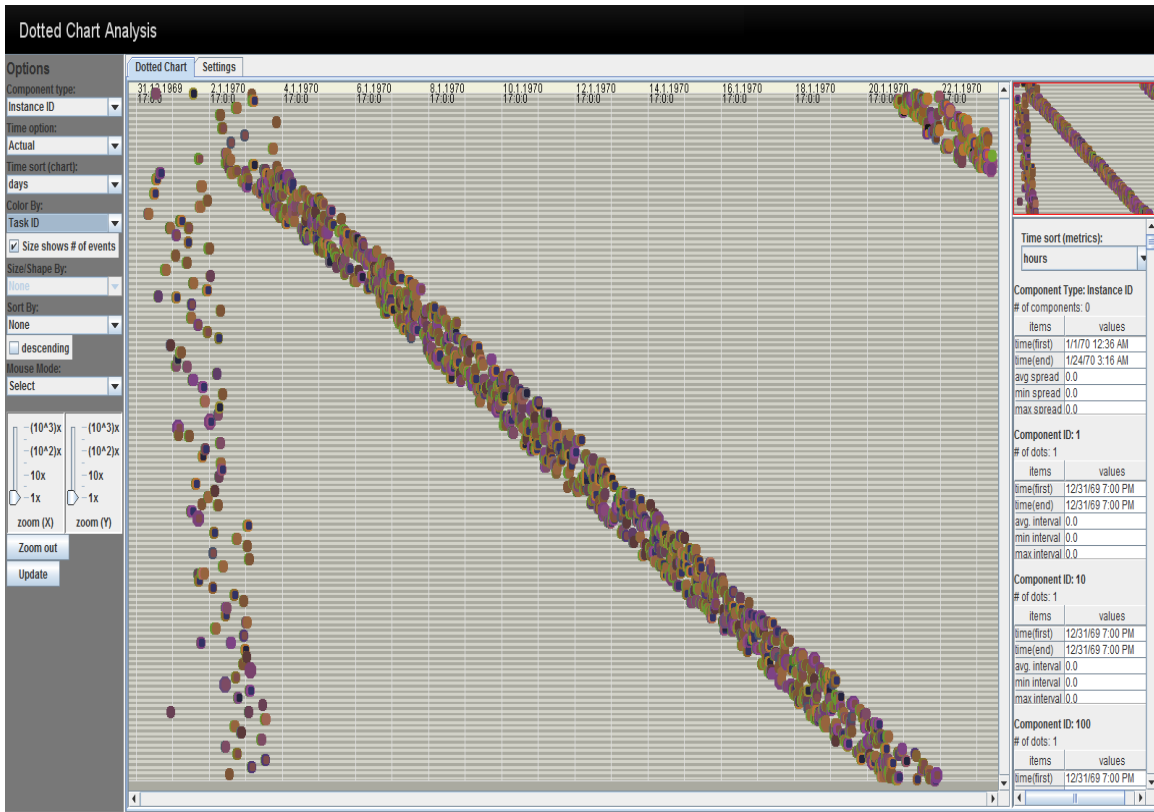 Dotted Chart Analysis
Options
Component type:
Instance ID
Time option:
Actual
Time sort (chart):
days
Color By:
Task ID
Size shows # of events
Size/Shape By:
None
Sort By:
None
descending
Mouse Mode:
Select
(10^3)x (10^3)x
(10^2)x (10^2)x
10x 10x
1x 1x
zoom (X) zoom (Y)
Zoom out
Update
Dotted Chart Settings
2.1.1970 4.1.1970 6.1.1970 8.1.1970 10.1.1970 12.1.1970 14.1.1970 16.1.1970 18.1.1970 20.1.1970 22.1.1970
17:0:0 17:0:0 17:0:0 17:0:0 17:0:0 17:0:0 17:0:0 17:0:0 17:0:0 17:0:0 17:0:0
Time sort (metrics):
hours
Component Type: Instance ID
# of components: 0
items values
time(first) 1/1/70 12:36 AM
time(end) 1/24/70 3:16 AM
avg spread 0.0
min spread 0.0
max spread 0.0
Component ID: 1
# of dots: 1
items values
time(first) 12/31/69 7:00 PM
time(end) 12/31/69 7:00 PM
avg. interval 0.0
min interval 0.0
max interval 0.0
Component ID: 10
# of dots: 1
items values
time(first) 12/31/69 7:00 PM
time(end) 12/31/69 7:00 PM
avg. interval 0.0
min interval 0.0
max interval 0.0
Component ID: 100
# of dots: 1
items values
time(first) 12/31/69 7:00 PM